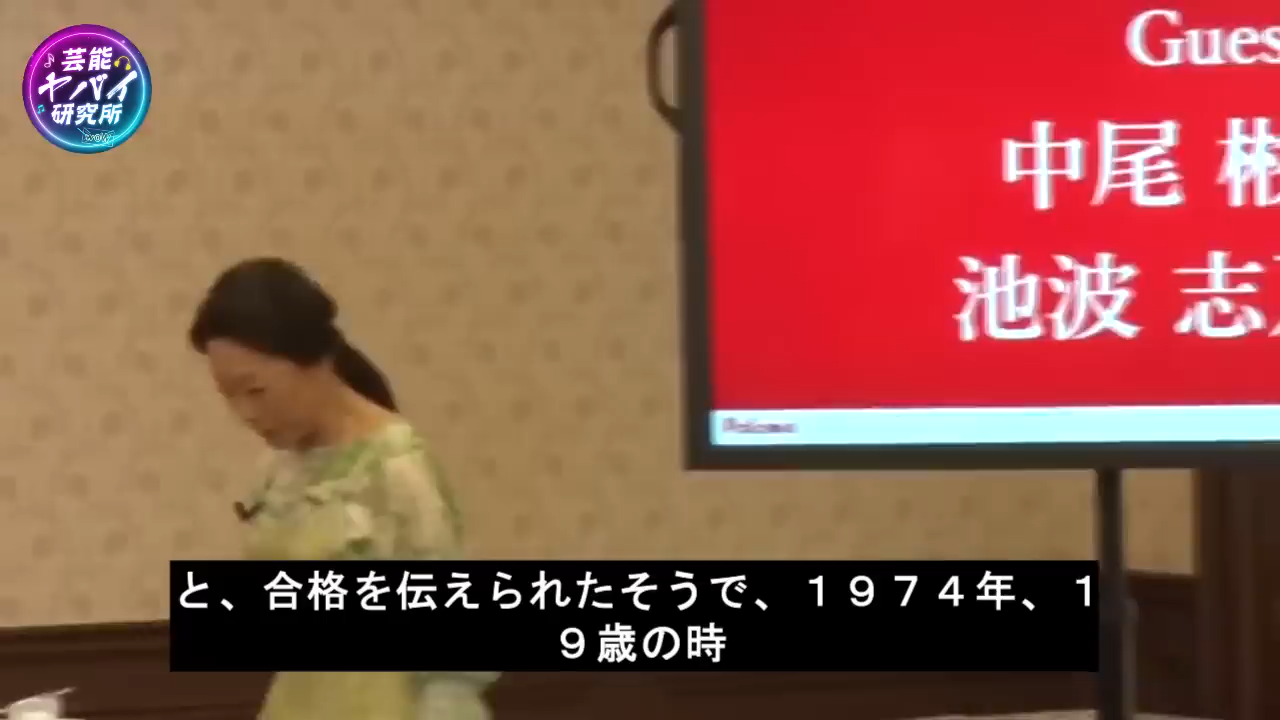 芸能
ヤバイ
研究所
Gues
中尾 彬
池波 志
と、合格を伝えられたそうで、１９７４年、１
９歳の時